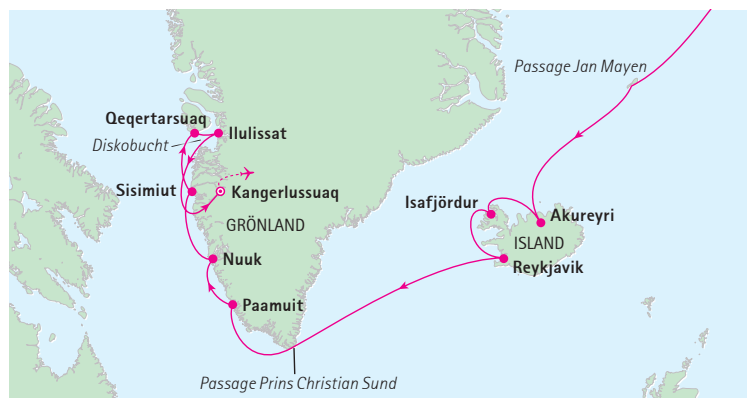 Passage Jan Mayen
Qeqertarsuaq
Ilulissat
Diskobucht
Sisimiut
Kangerlussuaq
Isafjördur
Akureyri
GRÖNLAND
ISLAND
Nuuk
Reykjavik
Paamuit
Passage Prins Christian Sund